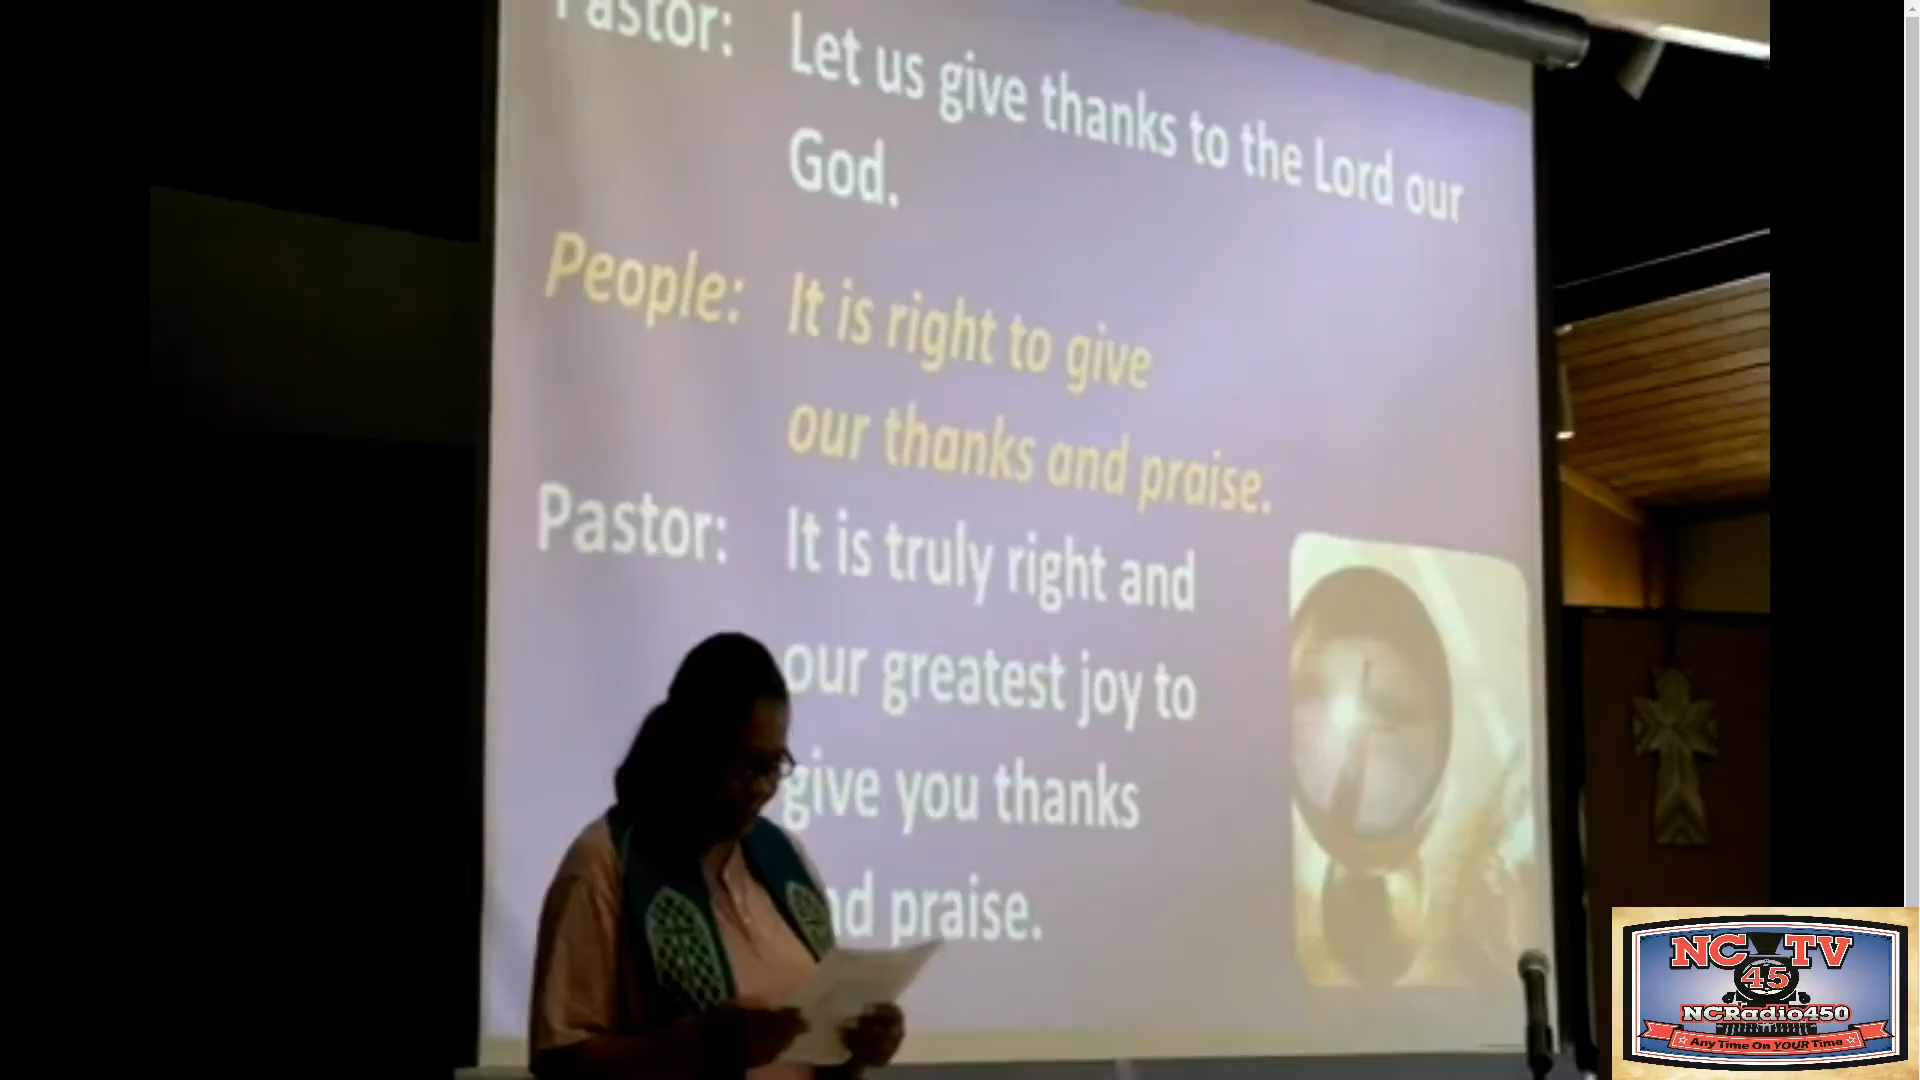 Pastor: Let us give thanks to the Lord our
God.
People: It is right to give
our thanks and praise.
Pastor: It is truly right and
our greatest joy to
give you thanks
nd praise.
NC TV
45
NCRadio450
Any Time On YOUR Time